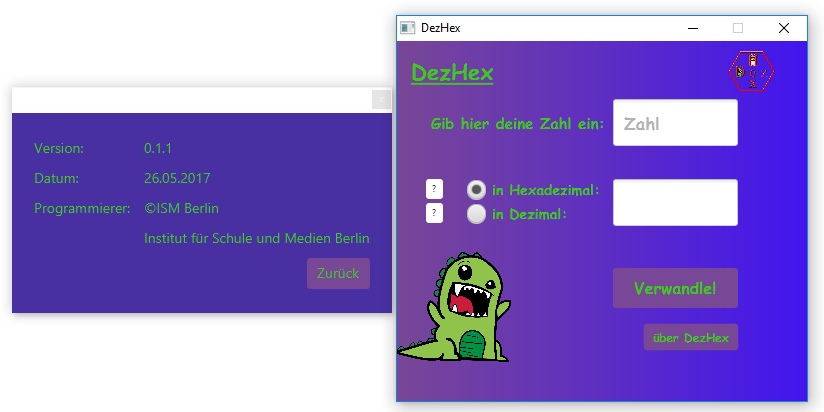 Version: 0.1.1
Datum: 26.05.2017
Programmierer: ©ISM Berlin
Institut für Schule und Medien Berlin
Zurück
DezHex
DezHex
Gib hier deine Zahl ein: Zahl
? in Hexadezimal:
? in Dezimal:
Verwandle!
über DezHex